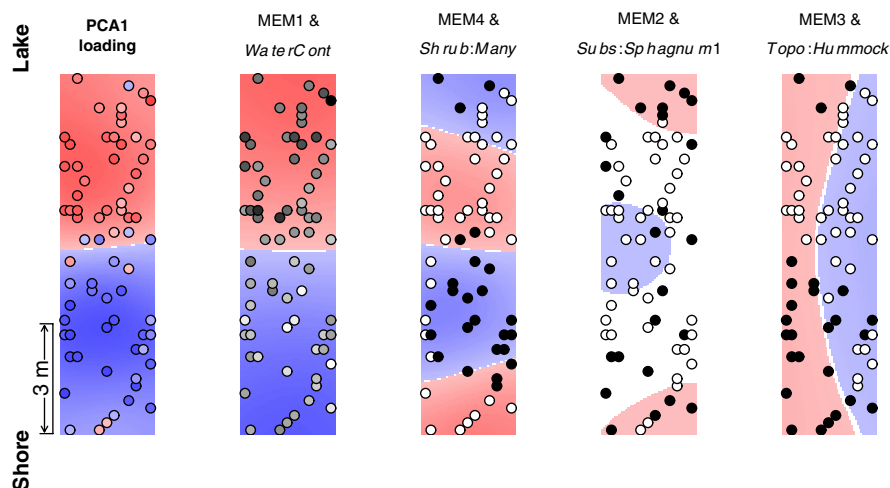 Lake
PCA1
loading
MEM1 &
WaterCont
MEM4 &
Shrub:Many
MEM2 &
Subs:Sphagnum1
MEM3 &
Topo:Hummock
3 m
Shore